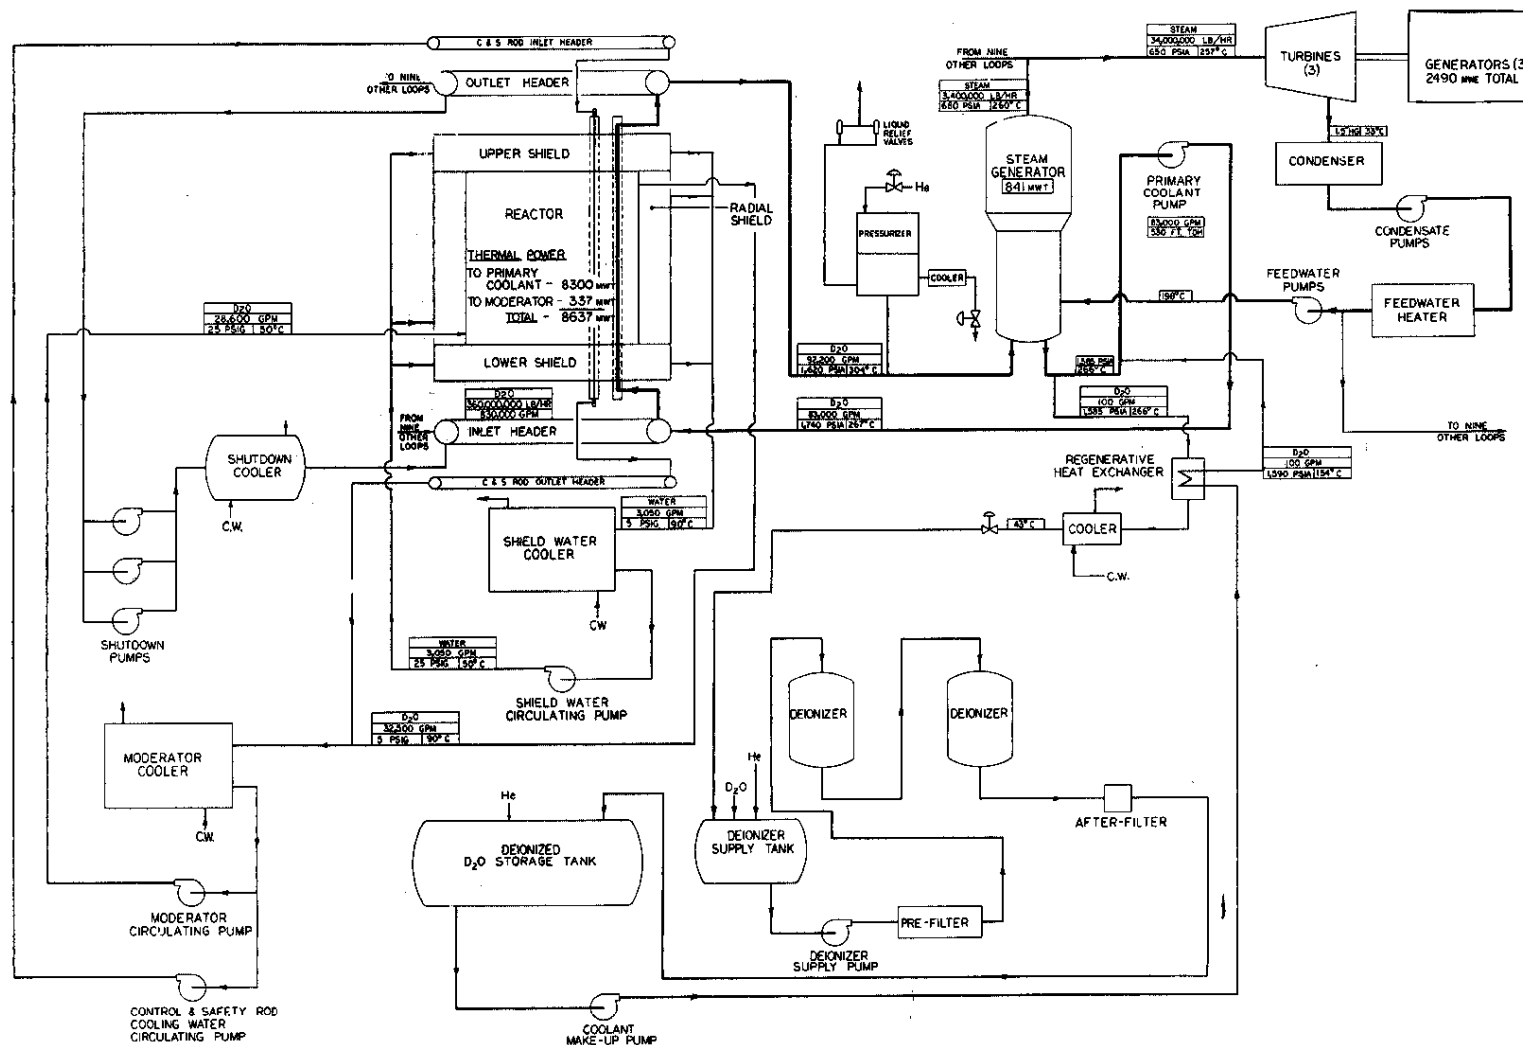 C & S ROD INLET HEADER
TO NINE
OTHER LOOPS
OUTLET HEADER
UPPER SHIELD
REACTOR
RADIAL
SHIELD
THERMAL POWER
TO PRIMARY
COOLANT - 8300 MWT
TO MODERATOR - 337 MWT
TOTAL - 8637 MWT
LOWER SHIELD
D2O
28,600 GPM
25 PSIG 50°C
D2O
360,000,000 LB/HR
830,000 GPM
FROM
NINE
OTHER
LOOPS
INLET HEADER
C & S ROD OUTLET HEADER
SHUTDOWN
COOLER
C.W.
SHUTDOWN
PUMPS
SHIELD WATER
COOLER
CW
WATER
3,050 GPM
5 PSIG 90°C
WATER
3,050 GPM
25 PSIG 50°C
SHIELD WATER
CIRCULATING PUMP
D2O
32,500 GPM
5 PSIG 90°C
MODERATOR
COOLER
C.W.
MODERATOR
CIRCULATING PUMP
CONTROL & SAFETY ROD
COOLING WATER
CIRCULATING PUMP
LIQUID
RELIEF
VALVES
He
PRESSURIZER
COOLER
FROM NINE
OTHER LOOPS
STEAM
3,400,000 LB/HR
680 PSIA 260°C
STEAM
34,000,000 LB/HR
650 PSIA 257°C
STEAM
GENERATOR
841 MWT
TURBINES
(3)
GENERATORS (3
2490 MWE TOTAL
1.5"HG 33°C
CONDENSER
CONDENSATE
PUMPS
PRIMARY
COOLANT
PUMP
83,000 GPM
530 FT. TDH
FEEDWATER
PUMPS
FEEDWATER
HEATER
198°C
TO NINE
OTHER LOOPS
D2O
92,200 GPM
1,620 PSIA 304°C
D2O
83,000 GPM
1,740 PSIA 267°C
1,585 PSIA
266°C
D2O
100 GPM
1,585 PSIA 266°C
D2O
100 GPM
1,590 PSIA 154°C
REGENERATIVE
HEAT EXCHANGER
43°C
COOLER
C.W.
DEIONIZER
DEIONIZER
AFTER-FILTER
He
D2O
DEIONIZER
SUPPLY TANK
PRE-FILTER
DEIONIZER
SUPPLY PUMP
He
DEIONIZED
D2O STORAGE TANK
COOLANT
MAKE-UP PUMP